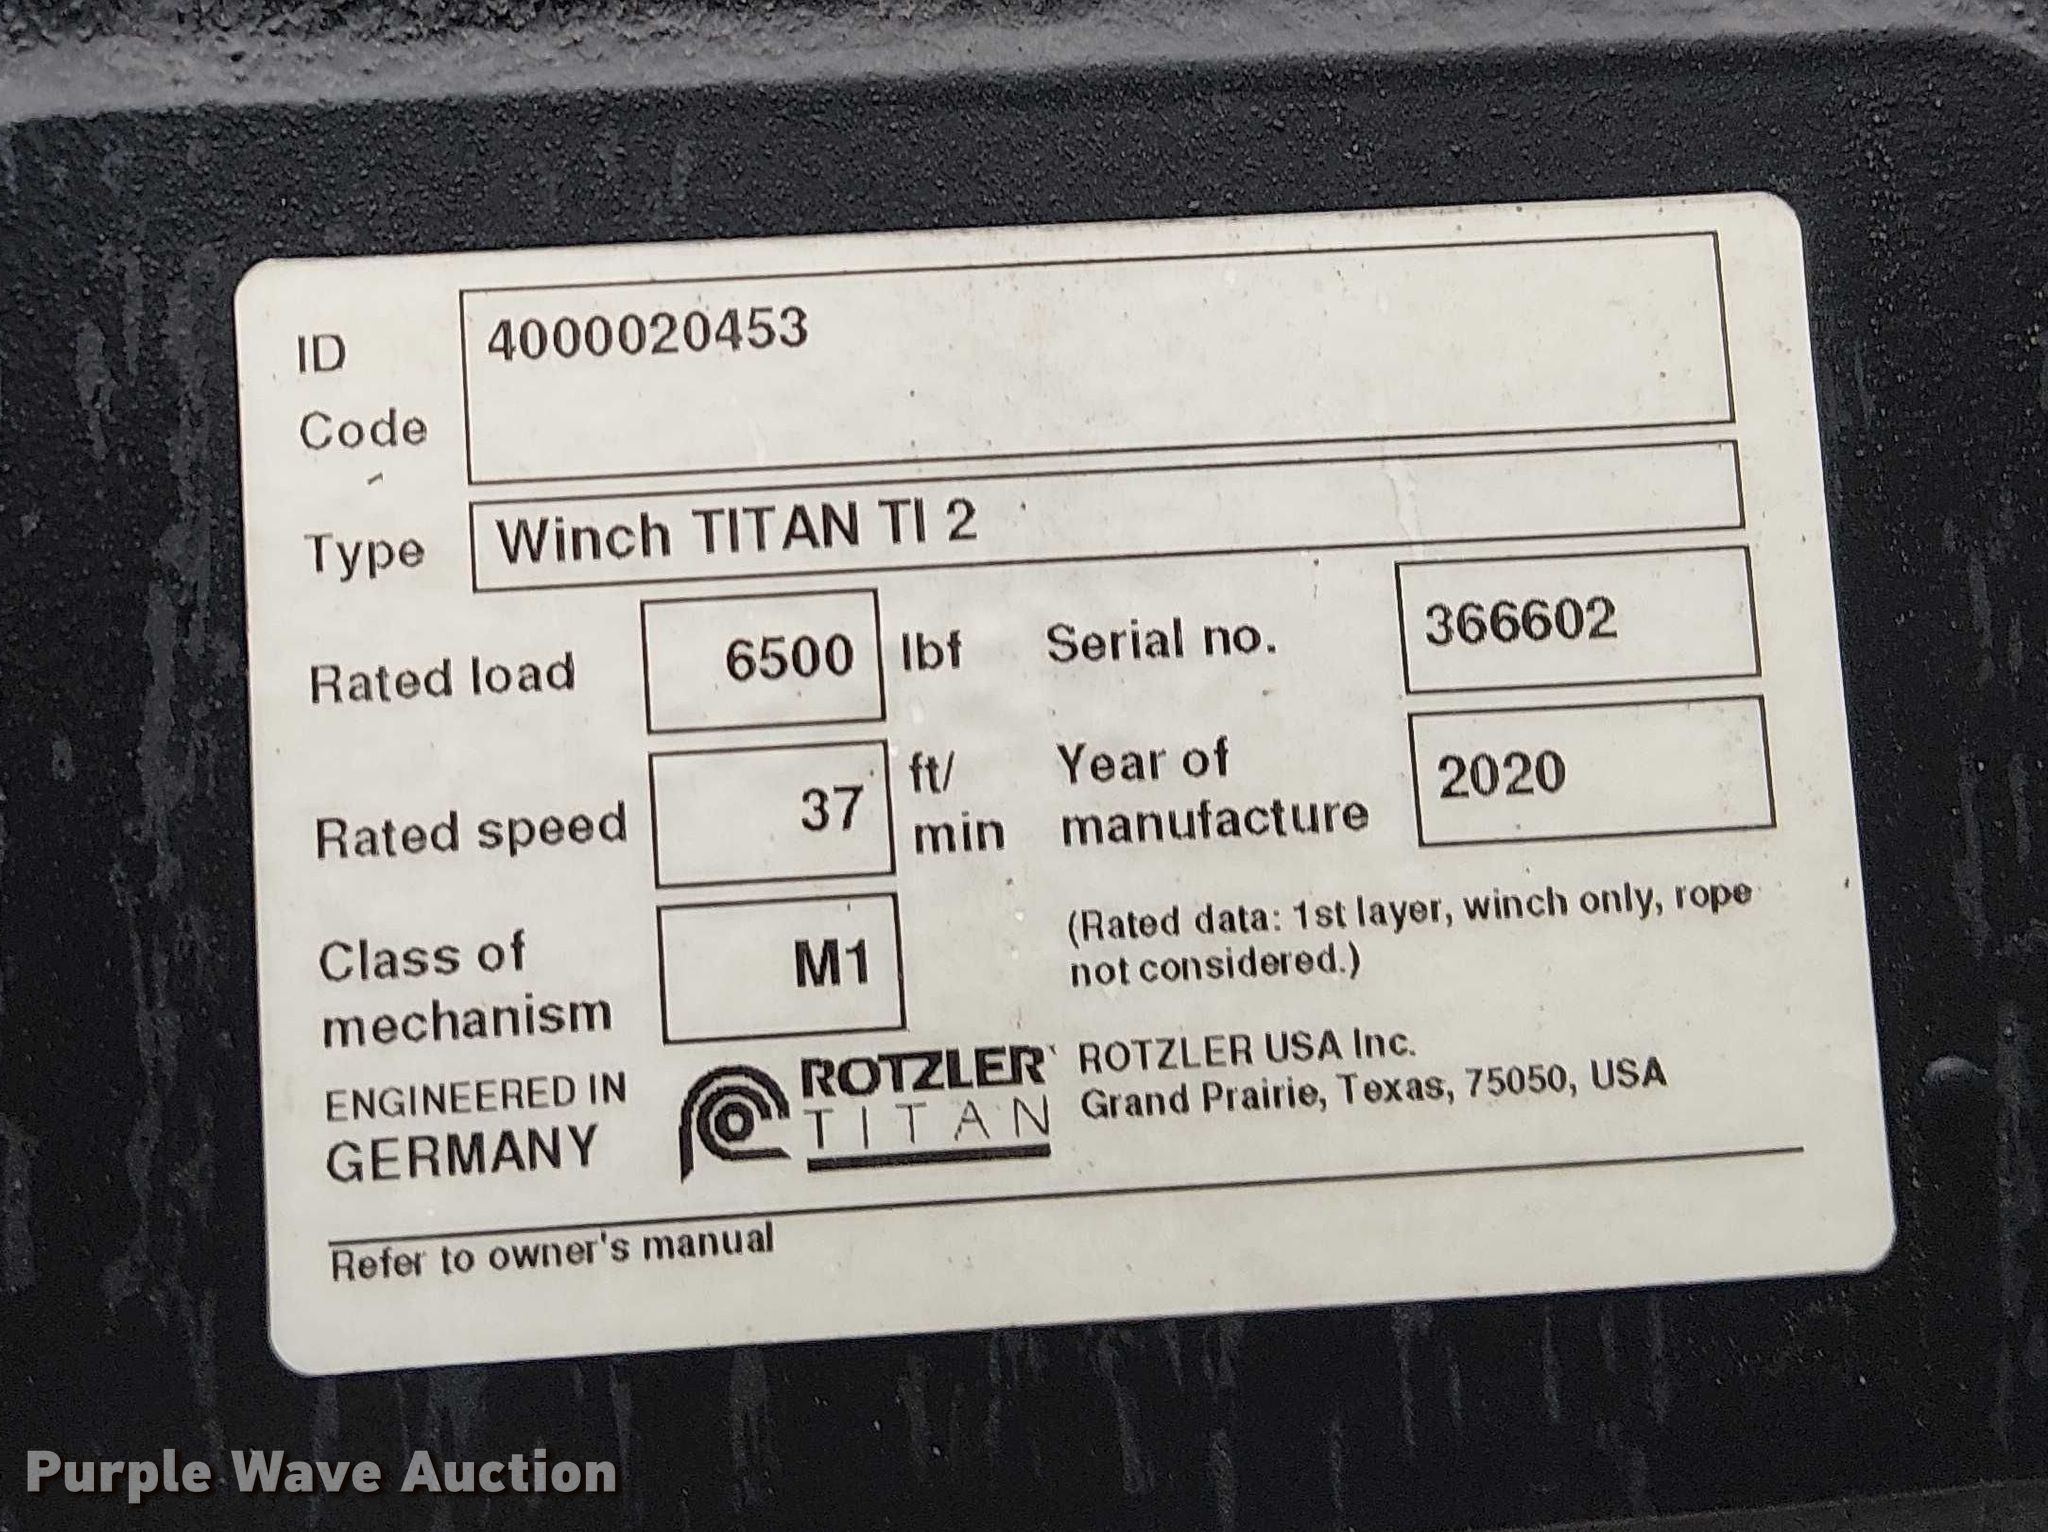 ID
Code
4000020453
Type
Winch TITAN TI 2
Rated load
6500
lbf
Serial no.
366602
Rated speed
37
ft/
min
Year of
manufacture
2020
Class of
mechanism
M1
(Rated data: 1st layer, winch only, rope
not considered.)
ENGINEERED IN
GERMANY
ROTZLER
TITAN
ROTZLER USA Inc.
Grand Prairie, Texas, 75050, USA
Refer to owner's manual
Purple Wave Auction